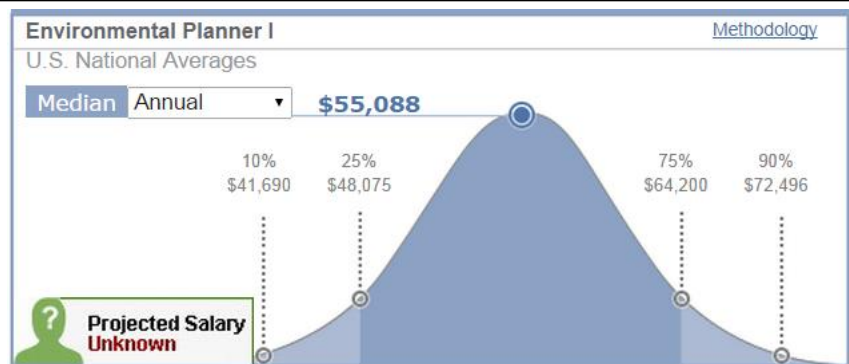 Environmental Planner I Methodology
U.S. National Averages
Median Annual $55,088
10% 25% 75% 90%
$41,690 $48,075 $64,200 $72,496
?
Projected Salary
Unknown